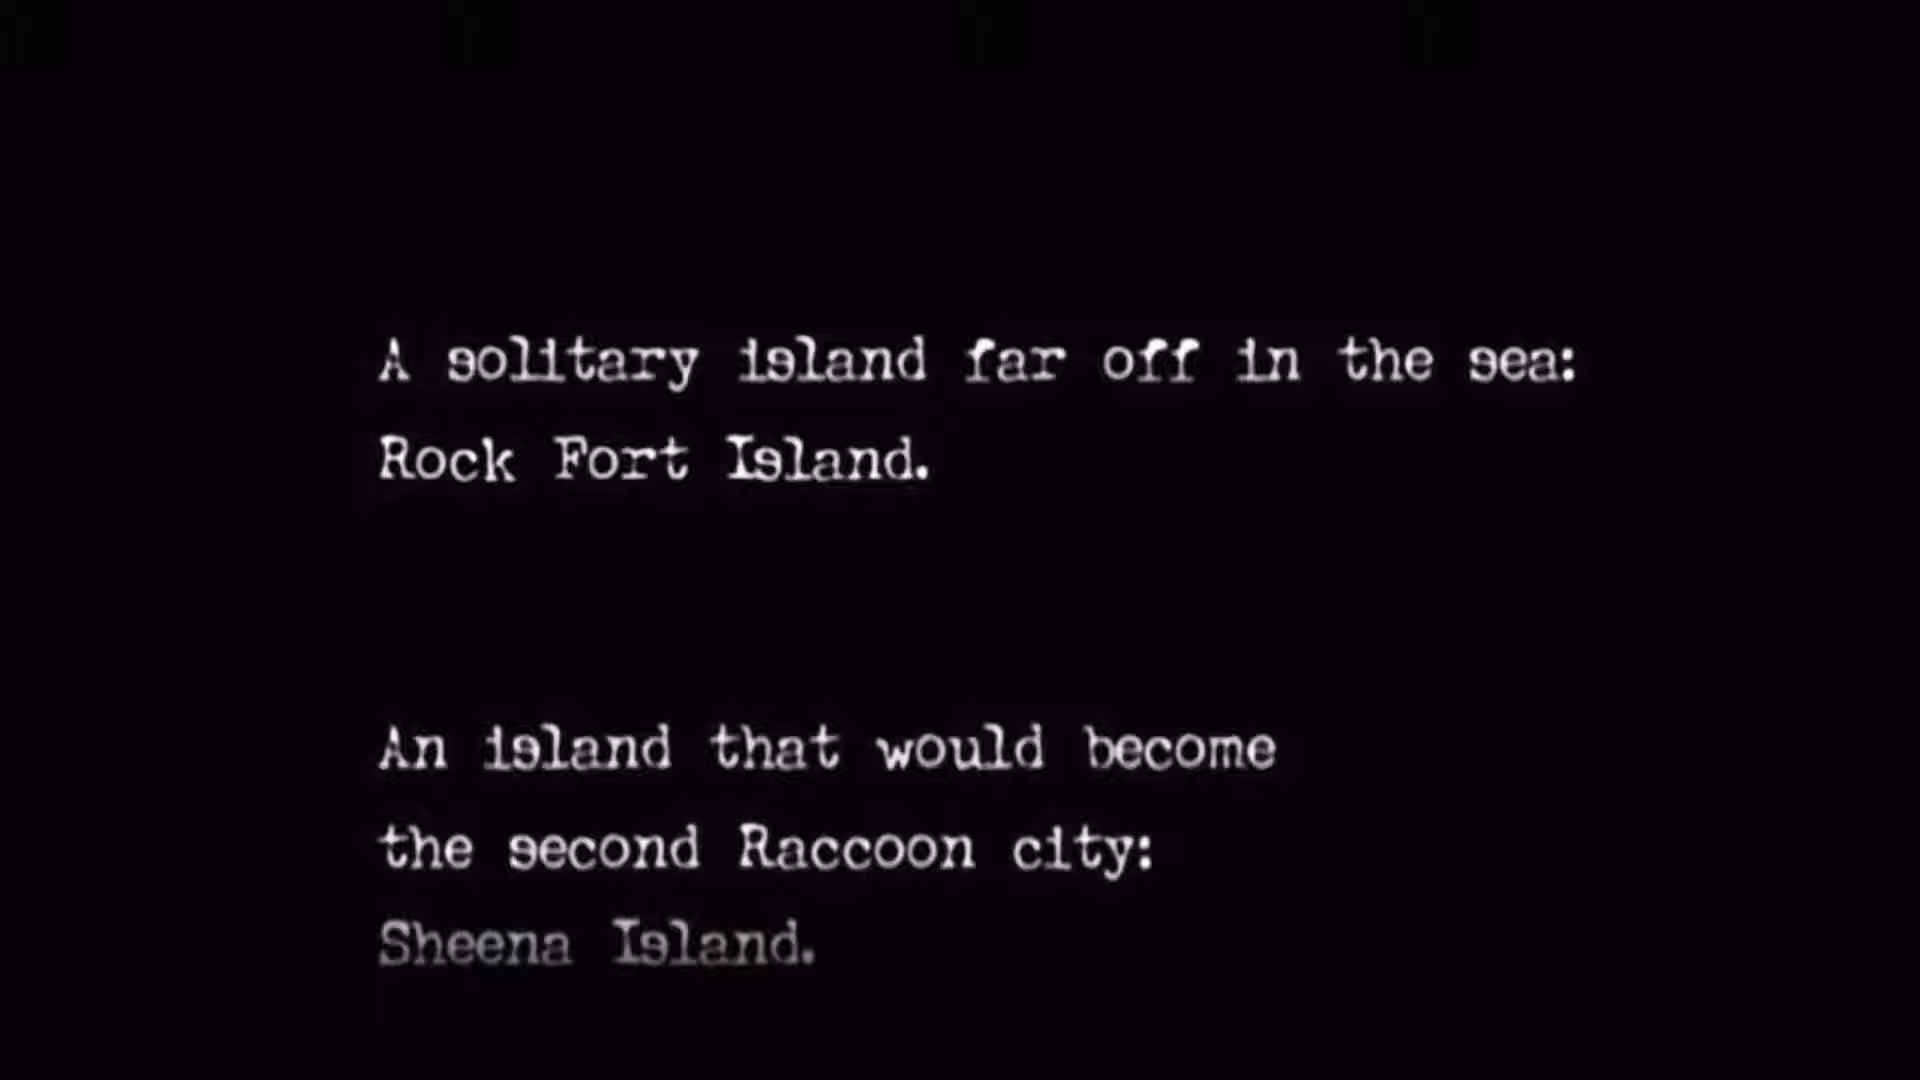 A solitary island far off in the sea:
Rock Fort Island.
An island that would become
the second Raccoon city:
Sheena Island.